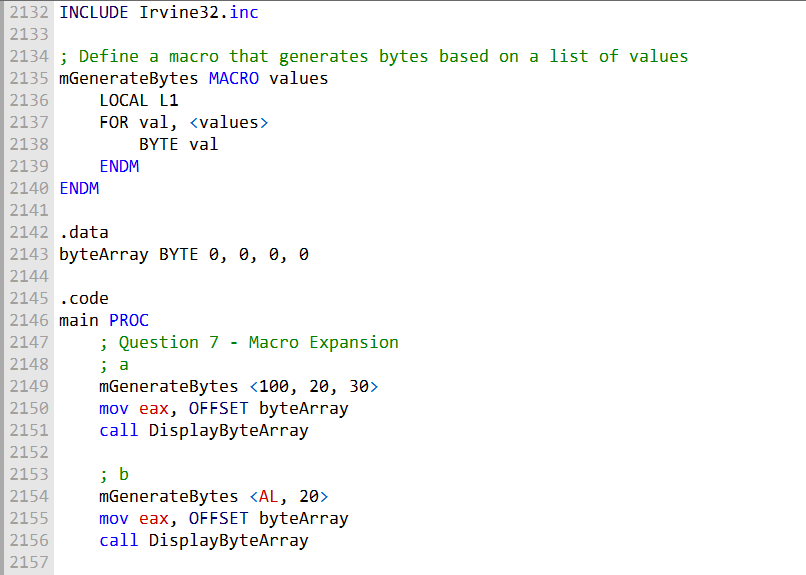 2132 INCLUDE Irvine32.inc
2133
2134 ; Define a macro that generates bytes based on a list of values
2135 mGenerateBytes MACRO values
2136     LOCAL L1
2137     FOR val, <values>
2138         BYTE val
2139     ENDM
2140 ENDM
2141
2142 .data
2143 byteArray BYTE 0, 0, 0, 0
2144
2145 .code
2146 main PROC
2147     ; Question 7 - Macro Expansion
2148     ; a
2149     mGenerateBytes <100, 20, 30>
2150     mov eax, OFFSET byteArray
2151     call DisplayByteArray
2152
2153     ; b
2154     mGenerateBytes <AL, 20>
2155     mov eax, OFFSET byteArray
2156     call DisplayByteArray
2157